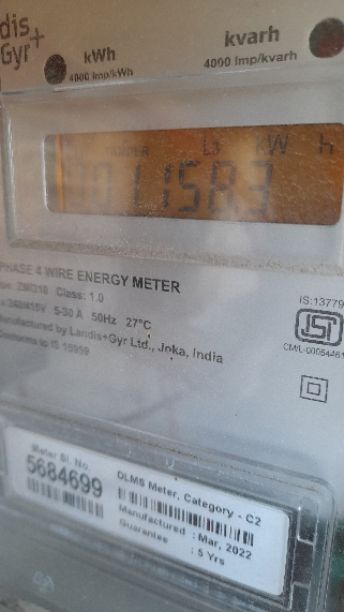 dis
Gyr+
kWh
4000 imp/kWh
kvarh
4000 Imp/kvarh
TAMPER L3 kW h
PHASE 4 WIRE ENERGY METER
Class: 1.0
5-30 A 50Hz 27°C
Manufactured by Landis+Gyr Ltd., Joka, India
IS 15959
IS:13779
ISI
Meter Sl. No.
5684699
DLMS Meter, Category - C2
Manufactured : Mar, 2022
Guarantee : 5 Yrs